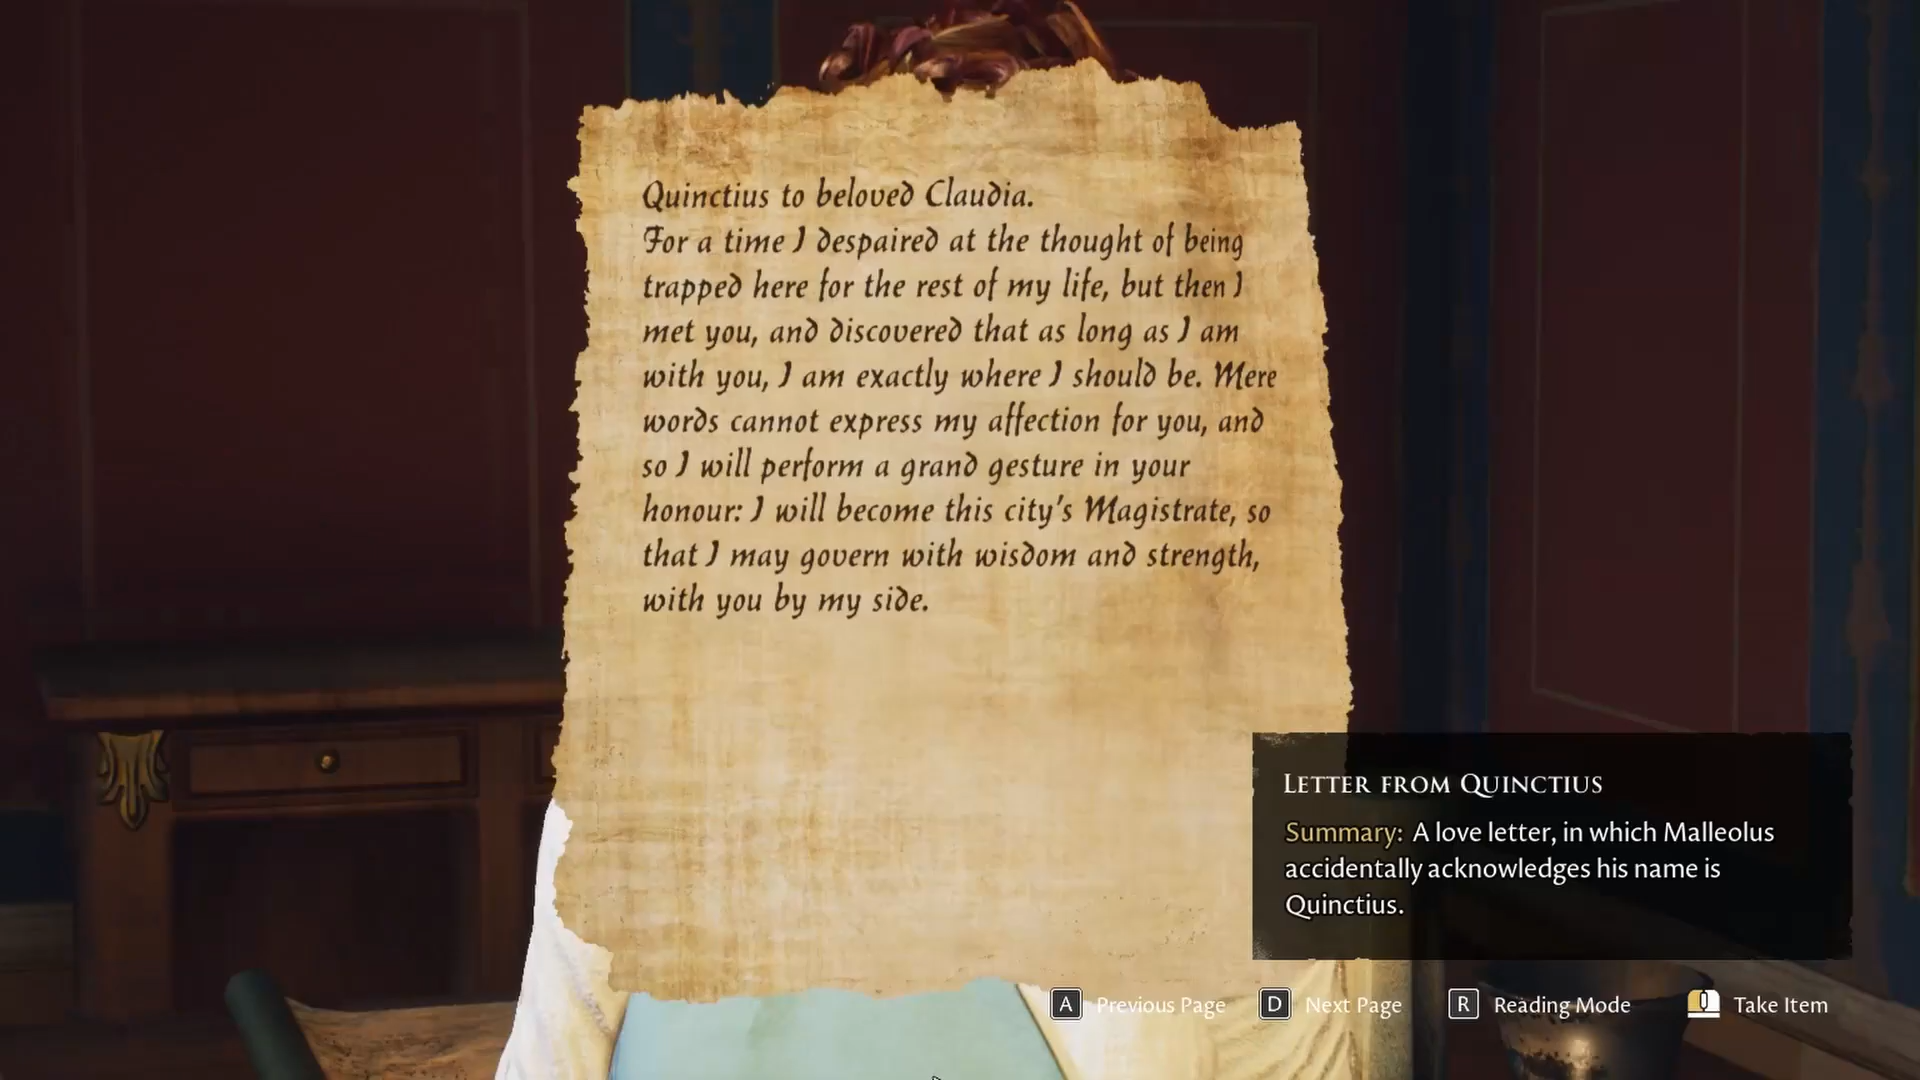 Quinctius to beloved Claudia.
For a time I despaired at the thought of being
trapped here for the rest of my life, but then I
met you, and discovered that as long as I am
with you, I am exactly where I should be. Mere
words cannot express my affection for you, and
so I will perform a grand gesture in your
honour: I will become this city's Magistrate, so
that I may govern with wisdom and strength,
with you by my side.
Letter from Quinctius
Summary: A love letter, in which Malleolus
accidentally acknowledges his name is
Quinctius.
A Previous Page D Next Page R Reading Mode Take Item